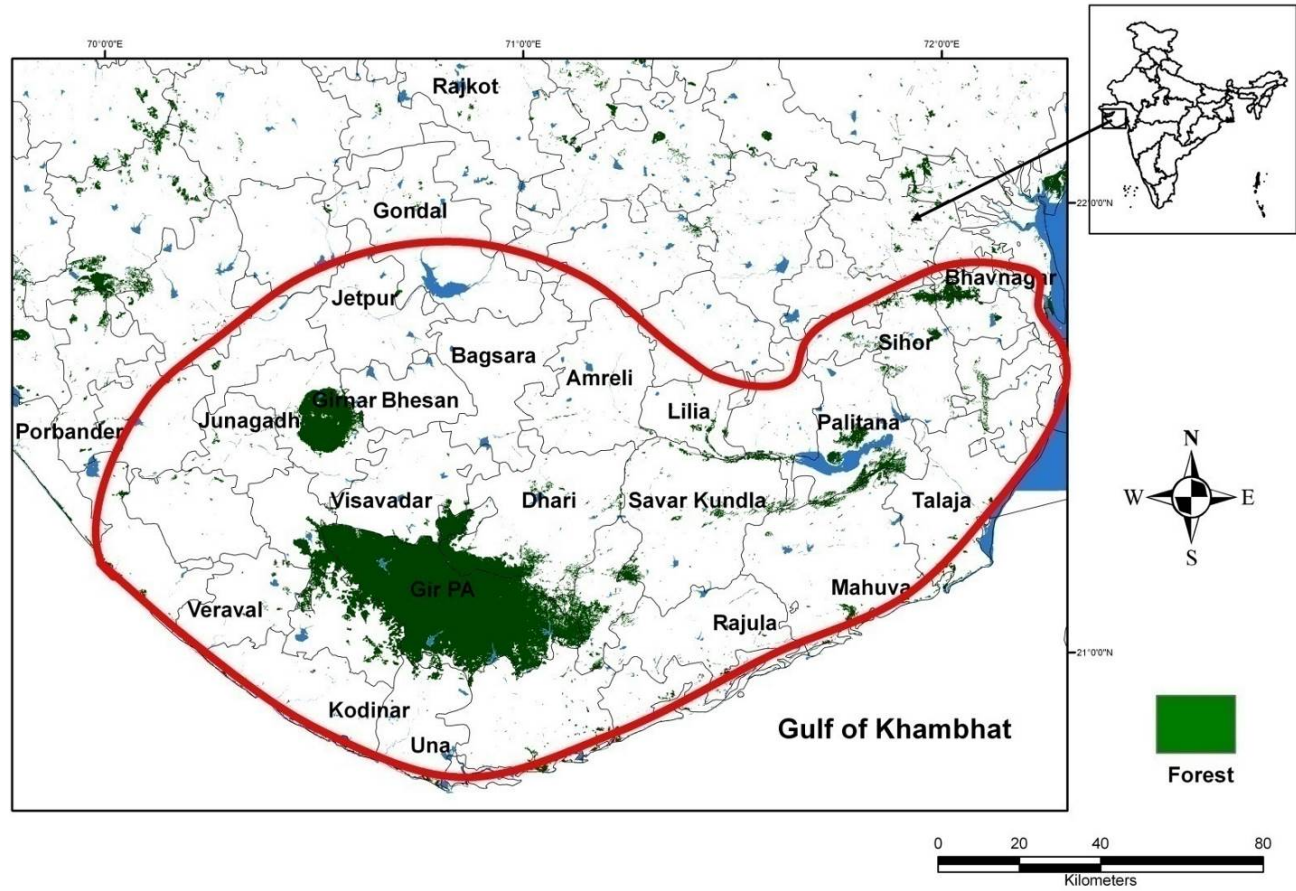 70°0'0"E
71°0'0"E
72°0'0"E
Rajkot
22°0'0"N
Gondal
Bhavnagar
Jetpur
Sihor
Bagsara
Amreli
Girnar Bhesan
Lilia
Junagadh
Palitana
Porbander
Visavadar
Dhari
Savar Kundla
Talaja
N
W
E
S
Gir PA
Mahuva
Veraval
Rajula
21°0'0"N
Kodinar
Gulf of Khambhat
Una
Forest
0 20 40 80
Kilometers